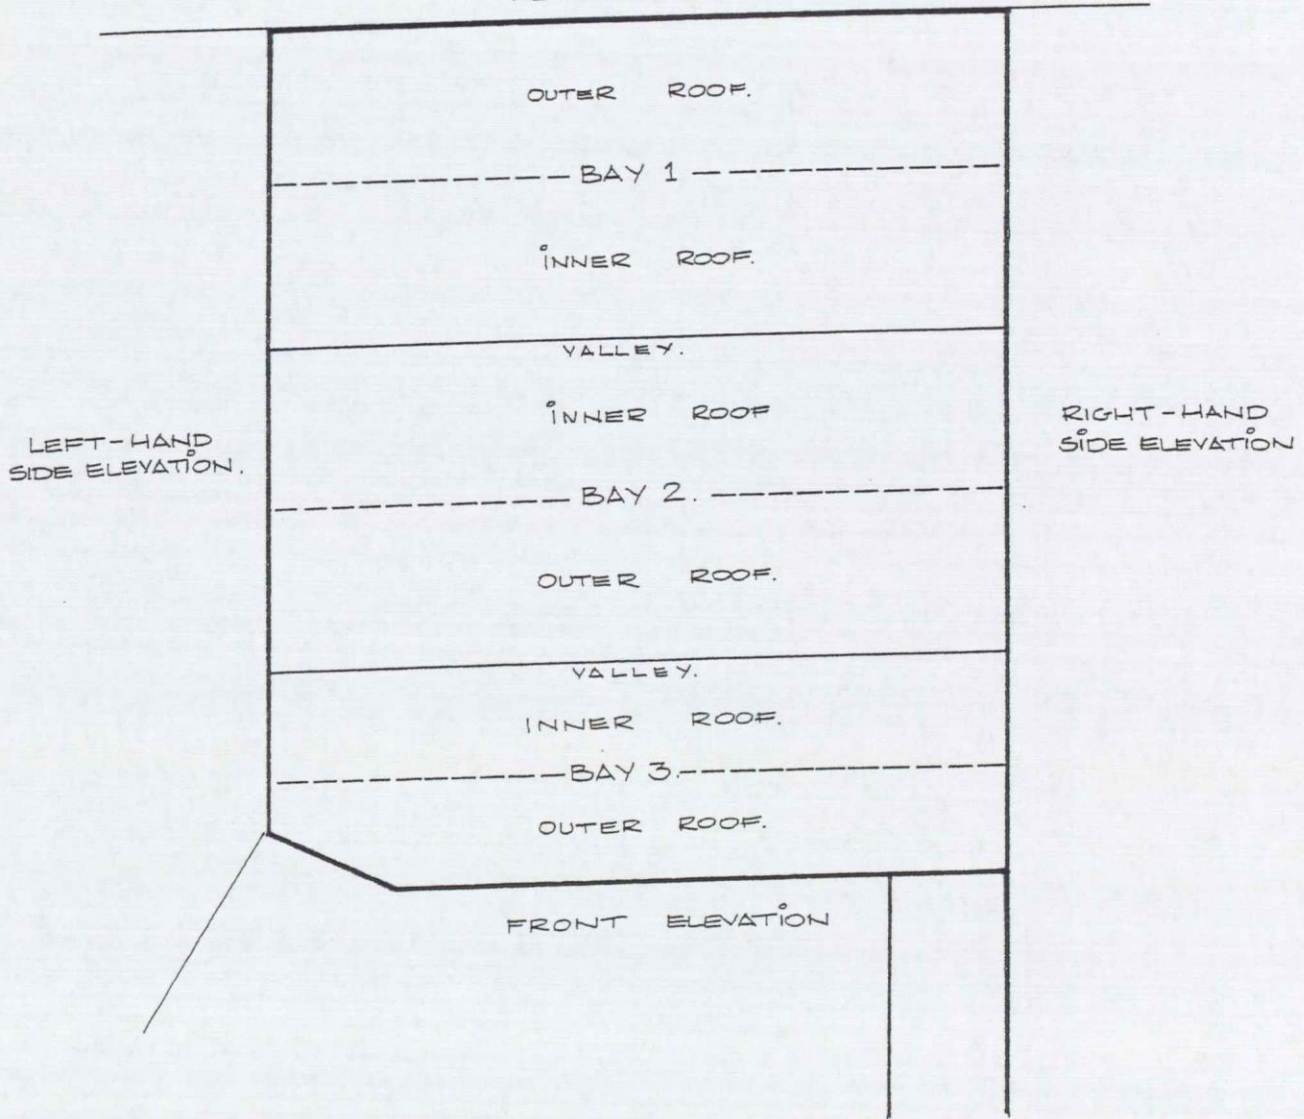 OUTER ROOF.
BAY 1
INNER ROOF.
VALLEY.
INNER ROOF
LEFT-HAND
SIDE ELEVATION.
RIGHT-HAND
SIDE ELEVATION
BAY 2.
OUTER ROOF.
VALLEY.
INNER ROOF.
BAY 3.
OUTER ROOF.
FRONT ELEVATION